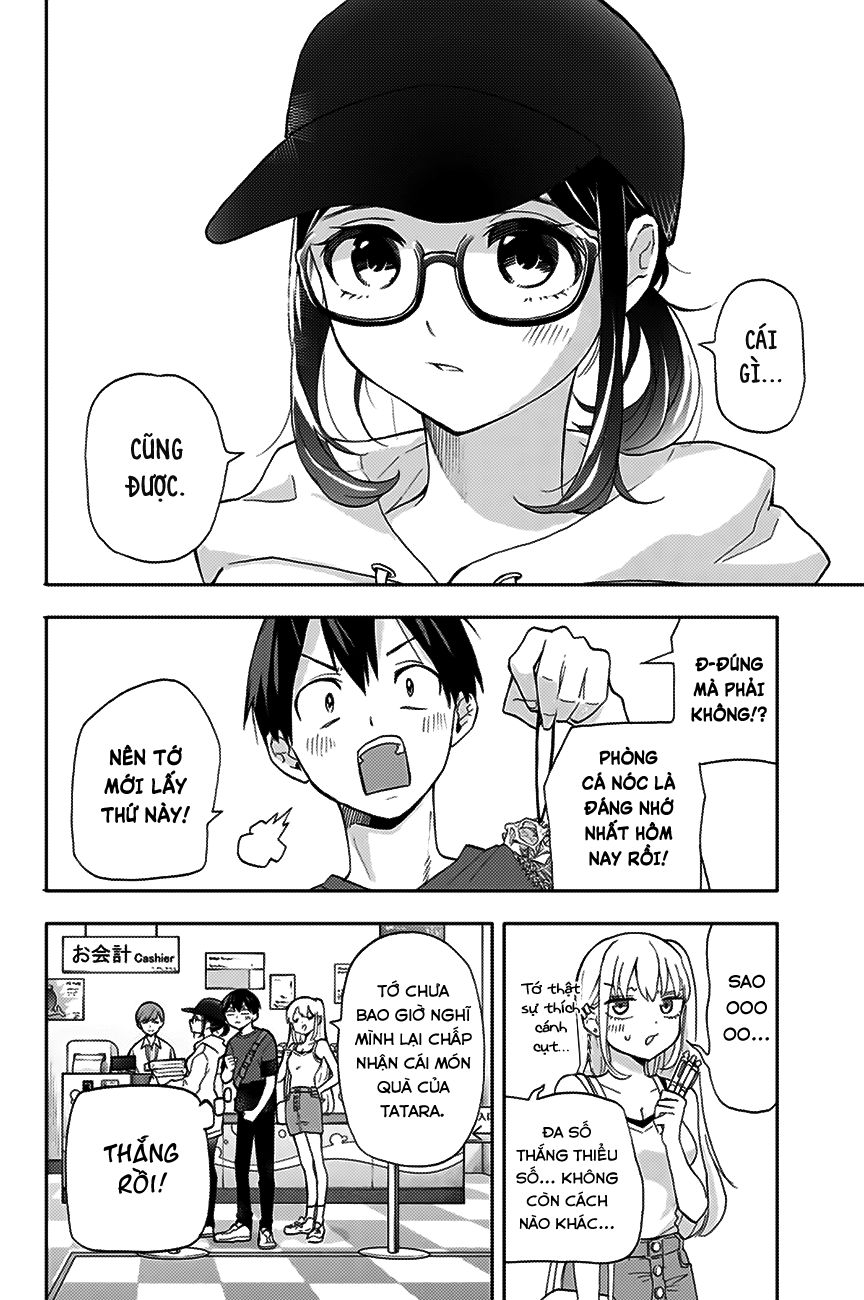 CÁI
GÌ...
CŨNG
ĐƯỢC.
Đ-ĐÚNG
MÀ PHẢI
KHÔNG!?
PHÒNG
CÁ NÓC LÀ
ĐÁNG NHỚ
NHẤT HÔM
NAY RỒI!
NÊN TỚ
MỚI LẤY
THỨ NÀY!
SAO
OOO
OO...
Tớ thật
sự thích
cánh
cụt...
ĐA SỐ
THẮNG THIỂU
SỐ... KHÔNG
CÒN CÁCH
NÀO KHÁC...
TỚ CHƯA
BAO GIỜ NGHĨ
MÌNH LẠI CHẤP
NHẬN CÁI MÓN
QUÀ CỦA
TATARA.
お会計 Cashier
THẮNG
RỒI!